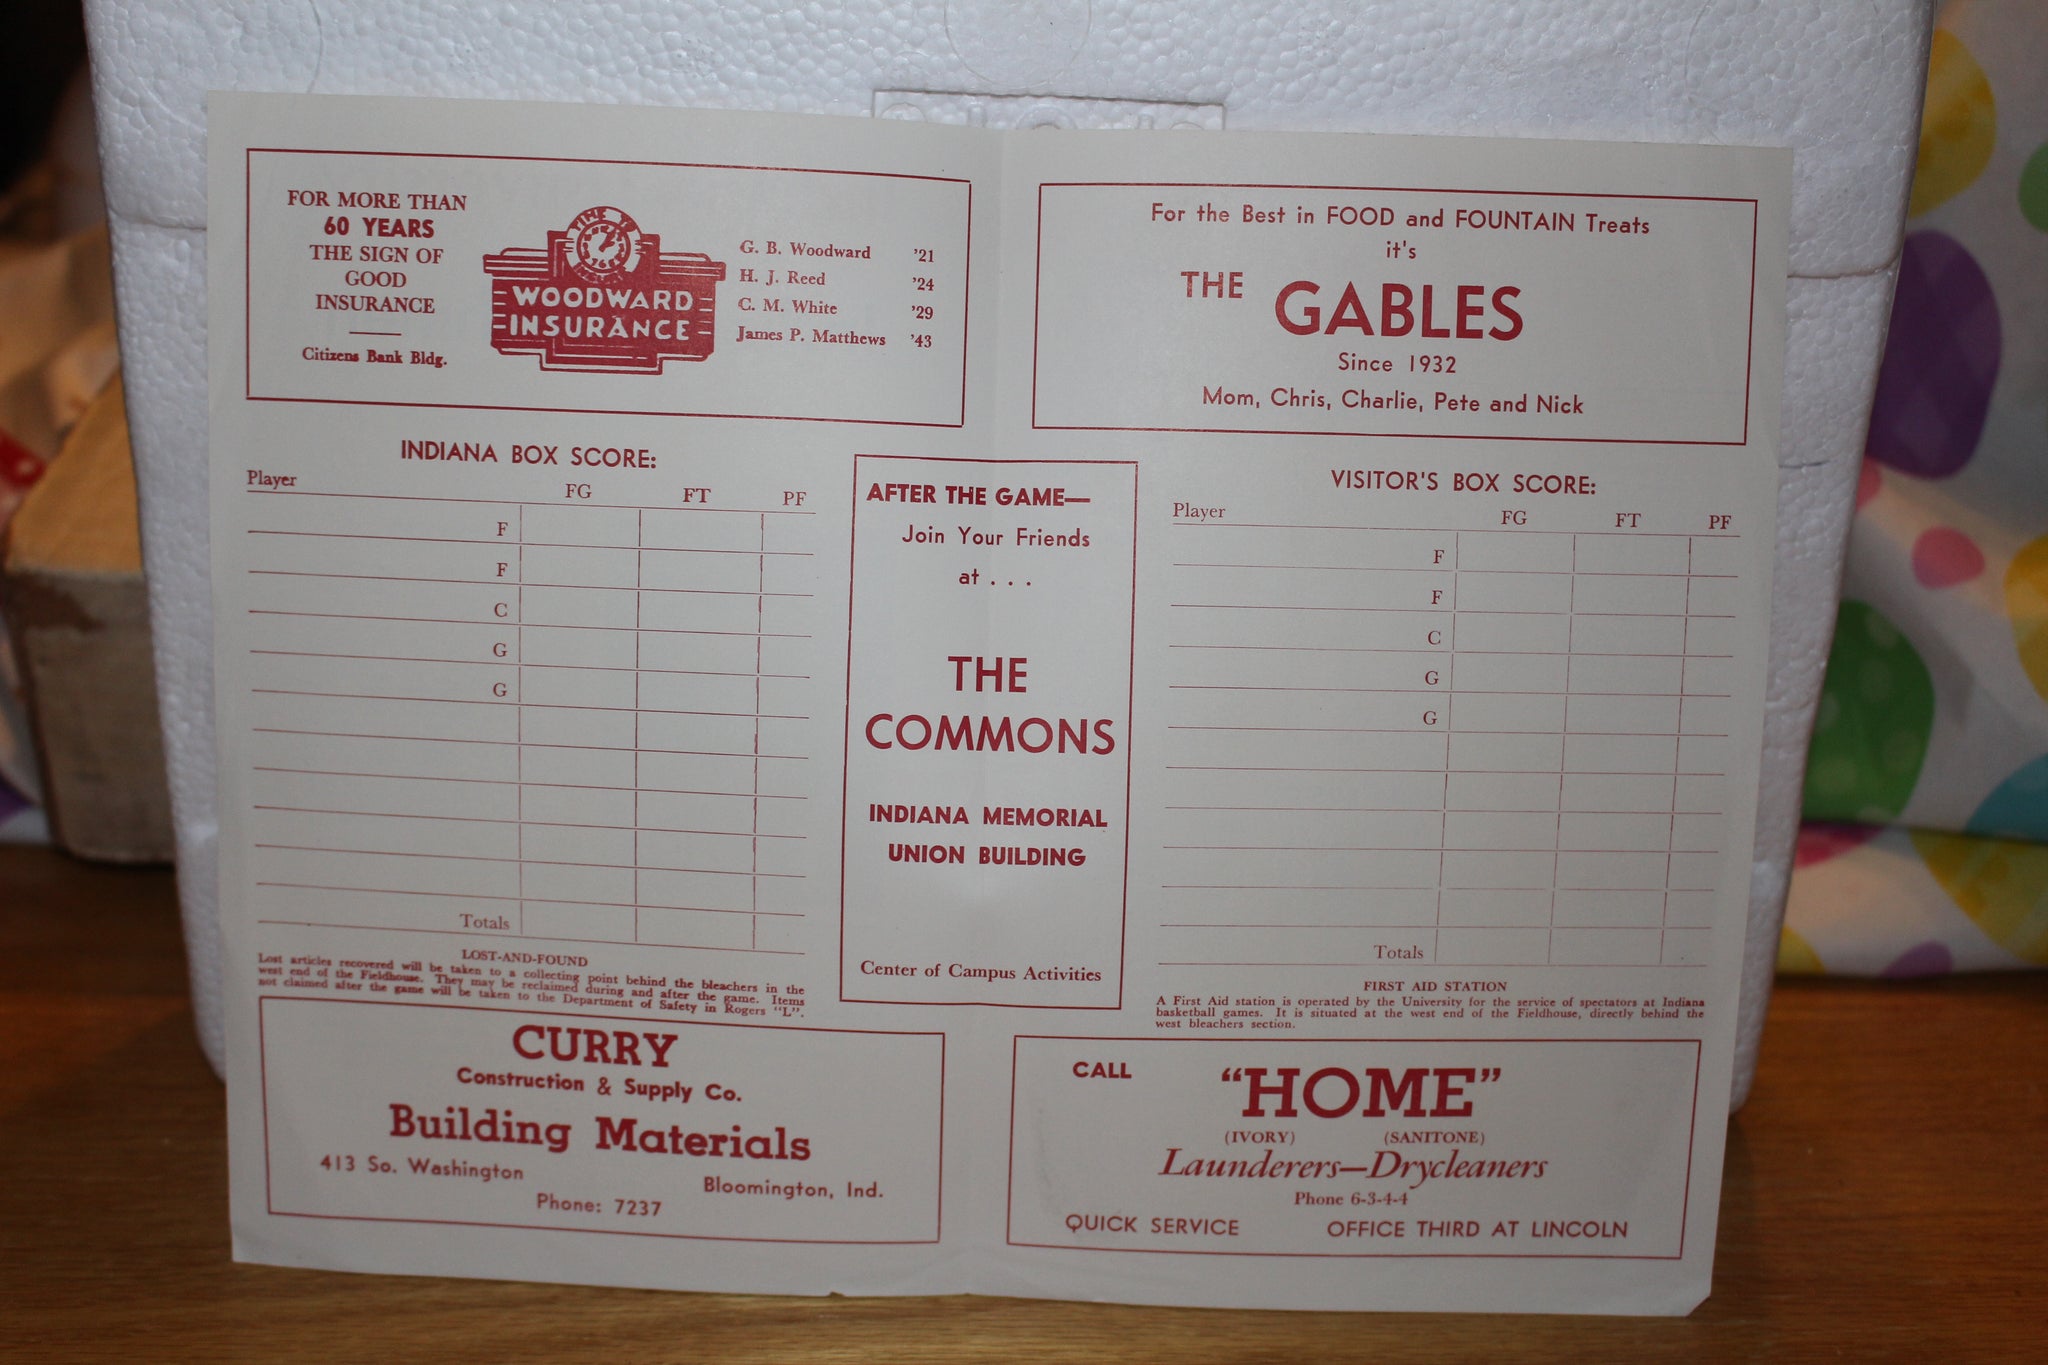 FOR MORE THAN
60 YEARS
THE SIGN OF
GOOD
INSURANCE
Citizens Bank Bldg.
TIME TO
INSURE
WOODWARD
INSURANCE
G. B. Woodward '21
H. J. Reed '24
C. M. White '29
James P. Matthews '43
For the Best in FOOD and FOUNTAIN Treats
it's
THE GABLES
Since 1932
Mom, Chris, Charlie, Pete and Nick
INDIANA BOX SCORE:
Player FG FT PF
F
F
C
G
G
Totals
LOST-AND-FOUND
Lost articles recovered will be taken to a collecting point behind the bleachers in the
west end of the Fieldhouse. They may be reclaimed during and after the game. Items
not claimed after the game will be taken to the Department of Safety in Rogers "L".
AFTER THE GAME—
Join Your Friends
at . . .
THE
COMMONS
INDIANA MEMORIAL
UNION BUILDING
Center of Campus Activities
VISITOR'S BOX SCORE:
Player FG FT PF
F
F
C
G
G
Totals
FIRST AID STATION
A First Aid station is operated by the University for the service of spectators at Indiana
basketball games. It is situated at the west end of the Fieldhouse, directly behind the
west bleachers section.
CURRY
Construction & Supply Co.
Building Materials
413 So. Washington Bloomington, Ind.
Phone: 7237
CALL "HOME"
(IVORY) (SANITONE)
Launderers—Drycleaners
Phone 6-3-4-4
QUICK SERVICE OFFICE THIRD AT LINCOLN